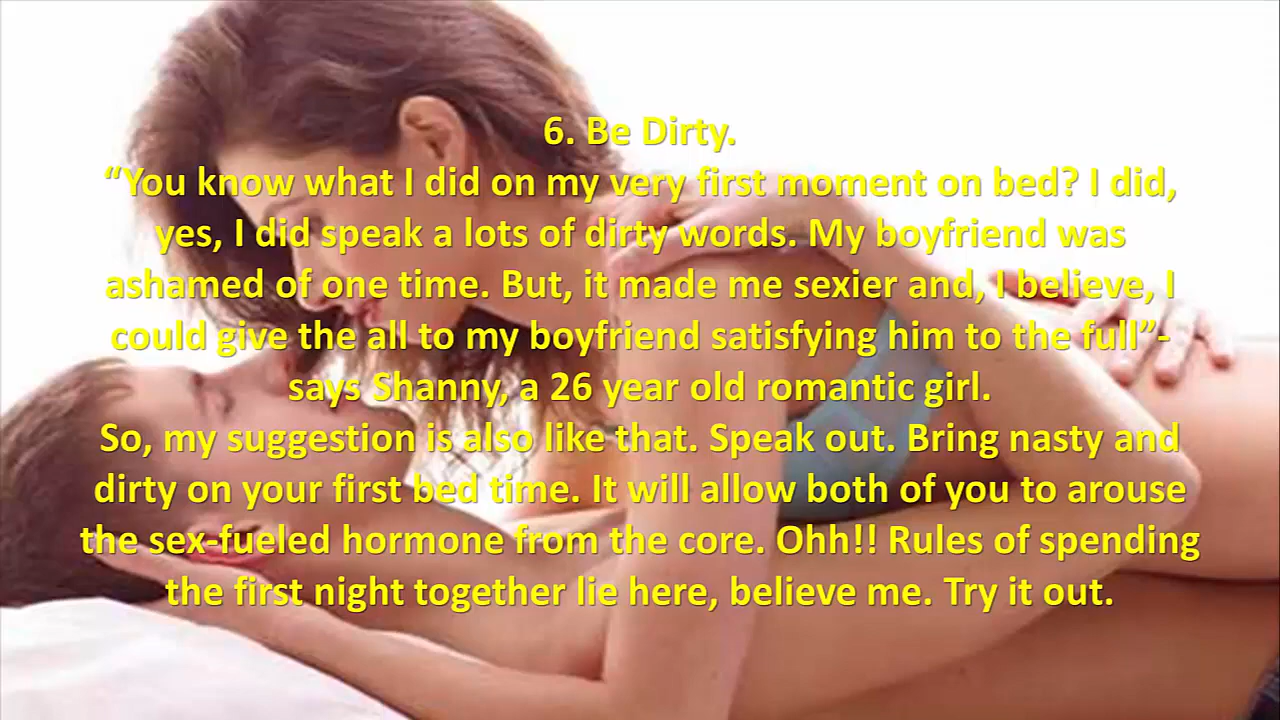 6. Be Dirty.
“You know what I did on my very first moment on bed? I did,
yes, I did speak a lots of dirty words. My boyfriend was
ashamed of one time. But, it made me sexier and, I believe, I
could give the all to my boyfriend satisfying him to the full”-
says Shanny, a 26 year old romantic girl.
So, my suggestion is also like that. Speak out. Bring nasty and
dirty on your first bed time. It will allow both of you to arouse
the sex-fueled hormone from the core. Ohh!! Rules of spending
the first night together lie here, believe me. Try it out.